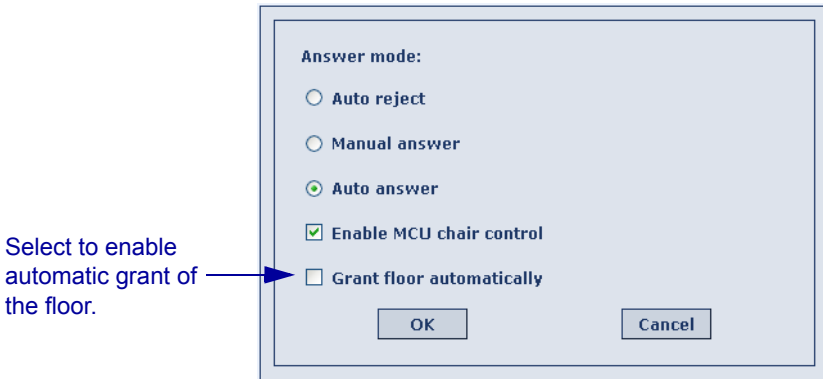 Answer mode:
Auto reject
Manual answer
Auto answer
Enable MCU chair control
Select to enable
automatic grant of
the floor.
Grant floor automatically
OK Cancel